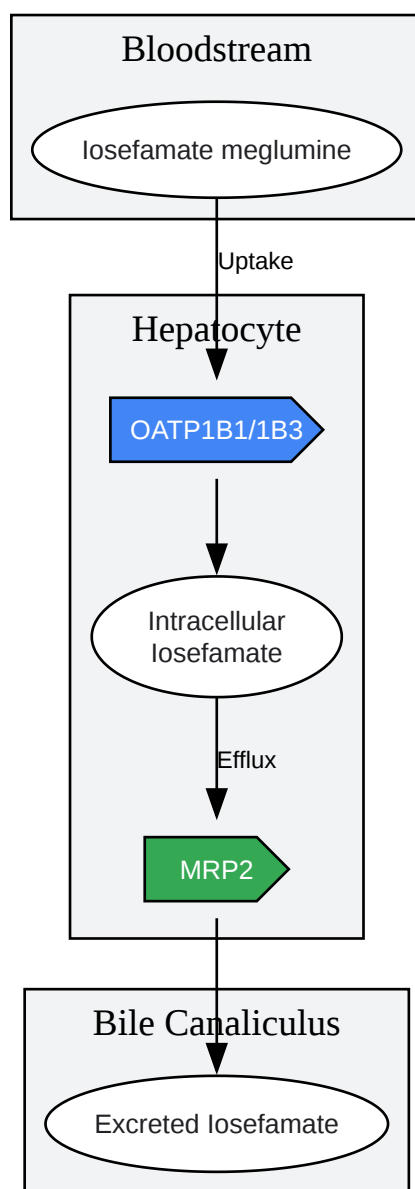 Bloodstream
Iosefamate meglumine
Uptake
Hepatocyte
OATP1B1/1B3
Intracellular
Iosefamate
Efflux
MRP2
Bile Canaliculus
Excreted Iosefamate